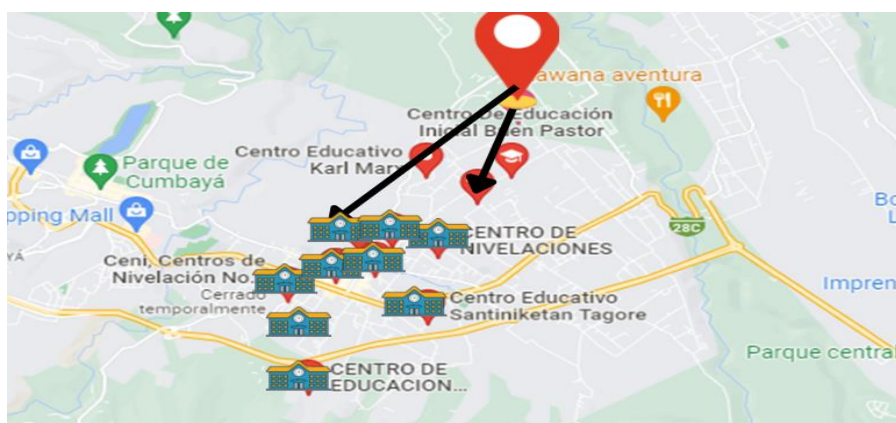 awana aventura
Centro De Educación
Inicial Buen Pastor
Centro Educativo
Karl Marx
Parque de
Cumbayá
pping Mall
CENTRO DE
NIVELACIONES
28C
Ceni, Centros de
Nivelación No.
Cerrado
temporalmente
Centro Educativo
Santiniketan Tagore
Impren
Parque central
CENTRO DE
EDUCACION...